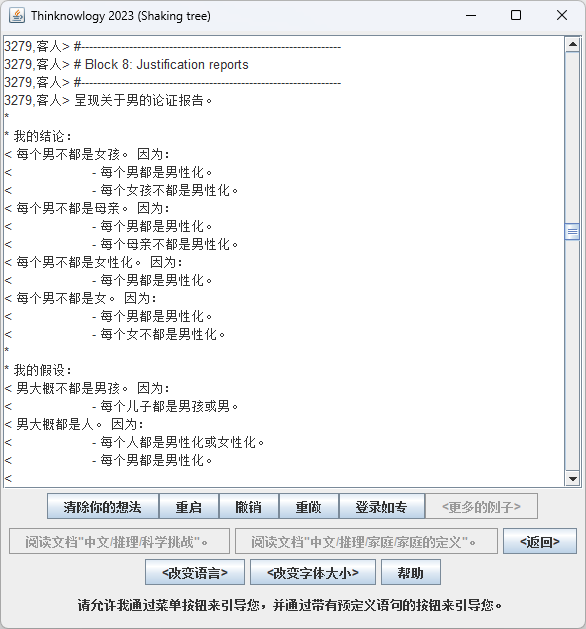 Thinknowlogy 2023 (Shaking tree)
3279,客人> #-----------------------------------------------------------------
3279,客人> # Block 8: Justification reports
3279,客人> #-----------------------------------------------------------------
3279,客人> 呈现关于男的论证报告。
*
* 我的结论：
< 每个男不都是女孩。 因为：
< - 每个男都是男性化。
< - 每个女孩不都是男性化。
< 每个男不都是母亲。 因为：
< - 每个男都是男性化。
< - 每个母亲不都是男性化。
< 每个男不都是女性化。 因为：
< - 每个男都是男性化。
< 每个男不都是女。 因为：
< - 每个男都是男性化。
< - 每个女不都是男性化。
*
* 我的假设：
< 男大概不都是男孩。 因为：
< - 每个儿子都是男孩或男。
< 男大概都是人。 因为：
< - 每个人都是男性化或女性化。
< - 每个男都是男性化。
<
清除你的想法 重启 撤销 重做 登录如专 <更多的例子>
阅读文档"中文/推理/科学挑战"。 阅读文档"中文/推理/家庭/家庭的定义"。 <返回>
<改变语言> <改变字体大小> 帮助
请允许我通过菜单按钮来引导您，并通过带有预定义语句的按钮来引导您。